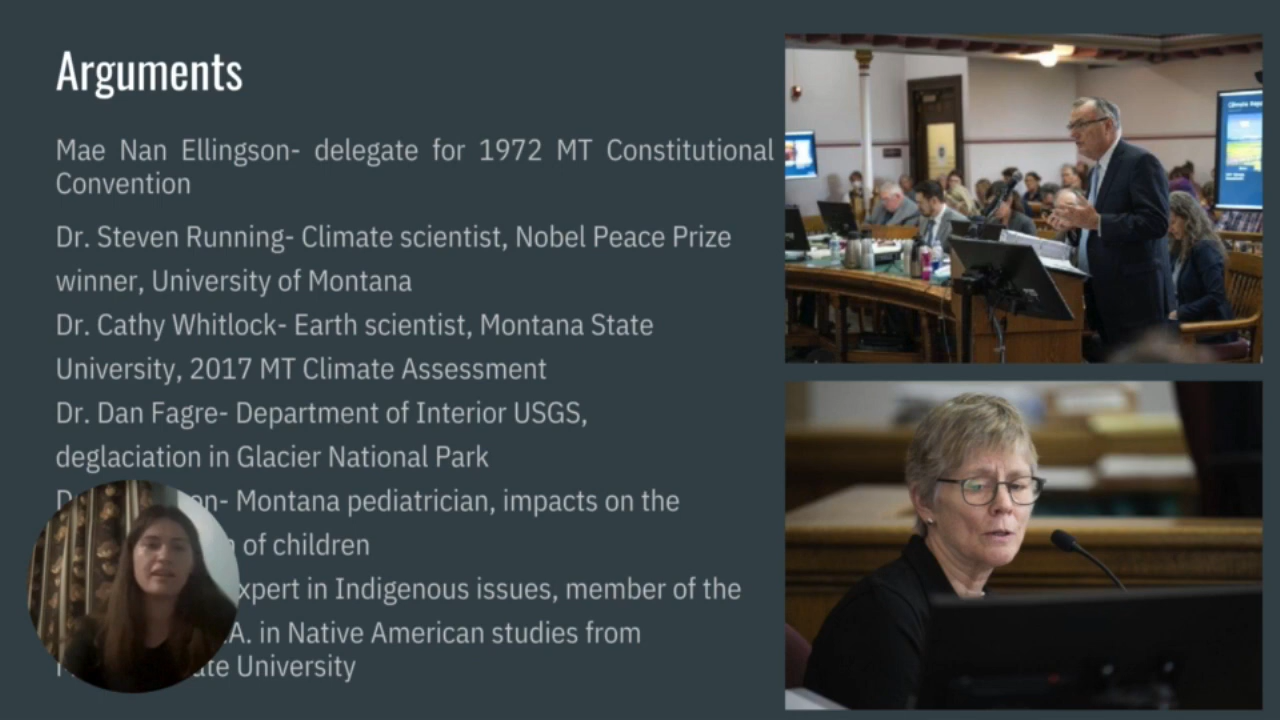 Arguments
Mae Nan Ellingson- delegate for 1972 MT Constitutional
Convention
Dr. Steven Running- Climate scientist, Nobel Peace Prize
winner, University of Montana
Dr. Cathy Whitlock- Earth scientist, Montana State
University, 2017 MT Climate Assessment
Dr. Dan Fagre- Department of Interior USGS,
deglaciation in Glacier National Park
Montana pediatrician, impacts on the
of children
in Indigenous issues, member of the
in Native American studies from
University